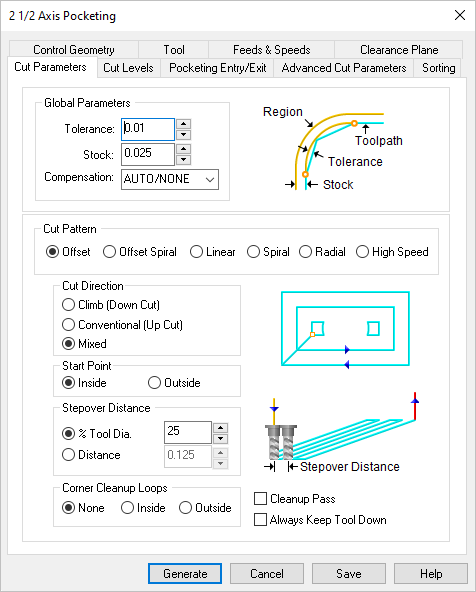 2 1/2 Axis Pocketing
Control Geometry Tool Feeds & Speeds Clearance Plane
Cut Parameters Cut Levels Pocketing Entry/Exit Advanced Cut Parameters Sorting
Global Parameters
Tolerance: 0.01
Stock: 0.025
Compensation: AUTO/NONE
Region
Toolpath
Tolerance
Stock
Cut Pattern
Offset Offset Spiral Linear Spiral Radial High Speed
Cut Direction
Climb (Down Cut)
Conventional (Up Cut)
Mixed
Start Point
Inside Outside
Stepover Distance
% Tool Dia. 25
Distance 0.125
Stepover Distance
Corner Cleanup Loops
None Inside Outside
Cleanup Pass
Always Keep Tool Down
Generate Cancel Save Help